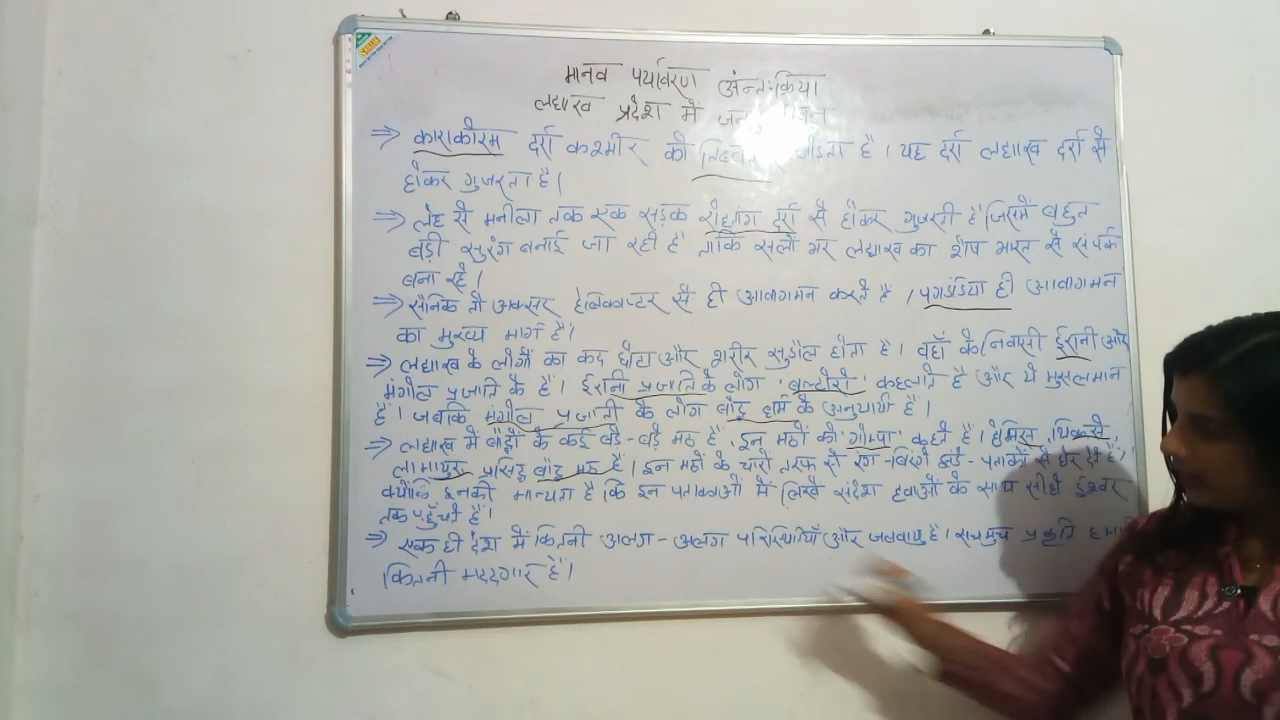 मानव पर्यावरण अंन्तःक्रिया
लद्दाख प्रदेश में जन
⇒ काराकोरम दर्रा कश्मीर को तिब्बत जोड़ता है । यह दर्रा लद्दाख दर्रा से
होकर गुजरता है।
⇒ लेह से मनीला तक एक सड़क रोहतांग दर्रा से होकर गुजरती है जिसमें बहुत
बड़ी सुरंग बनाई जा रही है ताकि सलों भर लद्दाख का शेष भारत से संपर्क
बना रहे।
⇒ सैनिक तो अक्सर हेलिकाप्टर से ही आवागमन करते है । पगडंडिया ही आवागमन
का मुख्य मार्ग है।
⇒ लद्दाख के लोगों का कद छोटा और शरीर सुडौल होता है । वहाँ के निवासी ईरानी और
मंगोल प्रजाति के हैं । ईरानी प्रजाति के लोग 'बल्टोरो' कहलाते है और ये मुसलमान
हैं । जबकि मंगोल प्रजाती के लोग बौद्ध धर्म के अनुयायी हैं ।
⇒ लद्दाख में बौद्धों के कई बड़े-बड़े मठ हैं , इन मठों को 'गोम्पा' कहते हैं । हेमिस, थिक्से
लामायुरू प्रसिद्ध बौद्ध मठ है । इन मठों के चारों तरफ से रंग-बिरंगे झंडे-पताकों से घेर देते हैं।
क्योंकि इनकी मान्यता है कि इन पताकाओं में लिखे संदेश हवाओं के साथ सीधे ईश्वर
तक पहुँचते हैं।
⇒ एक ही देश में कितनी अलग-अलग परिस्थितियाँ और जलवायु है। सचमुच प्रकृति
कितनी मददगार है।